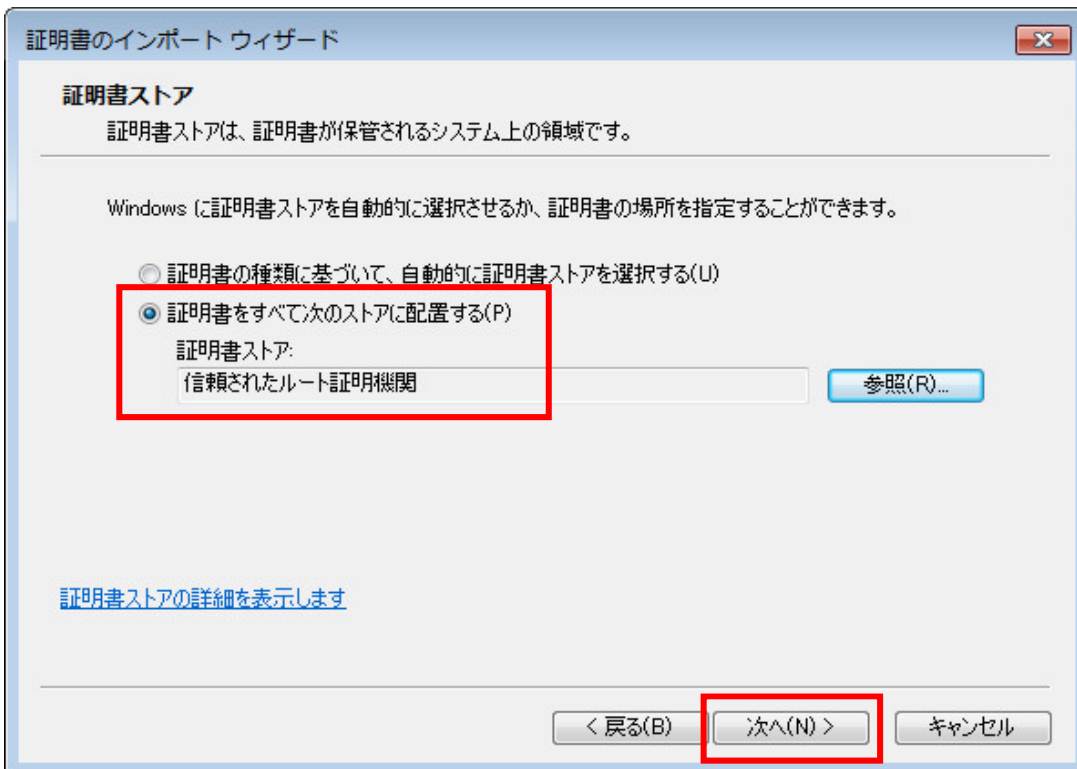 証明書のインポート ウィザード
証明書ストア
証明書ストアは、証明書が保管されるシステム上の領域です。
Windows に証明書ストアを自動的に選択させるか、証明書の場所を指定することができます。
証明書の種類に基づいて、自動的に証明書ストアを選択する(U)
証明書をすべて次のストアに配置する(P)
証明書ストア:
信頼されたルート証明機関
参照(R)...
証明書ストアの詳細を表示します
< 戻る(B)
次へ(N) >
キャンセル